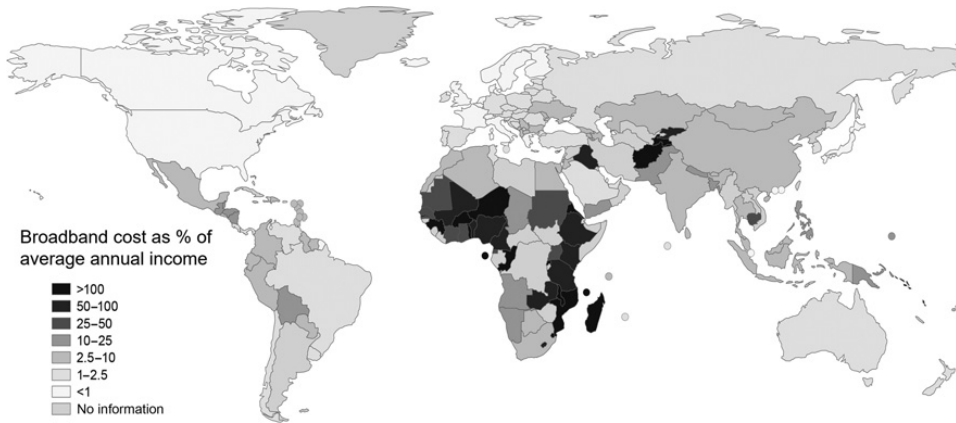 Broadband cost as % of
average annual income
>100
50–100
25–50
10–25
2.5–10
1–2.5
<1
No information